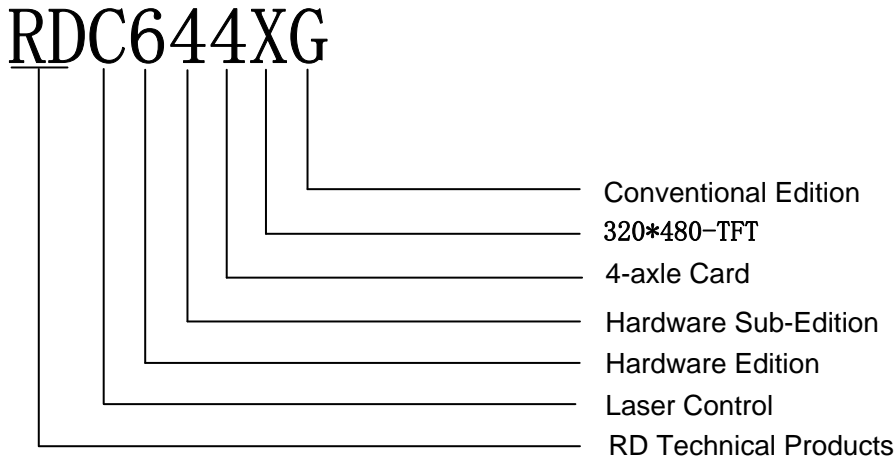 RDC644XG
Conventional Edition
320*480-TFT
4-axle Card
Hardware Sub-Edition
Hardware Edition
Laser Control
RD Technical Products